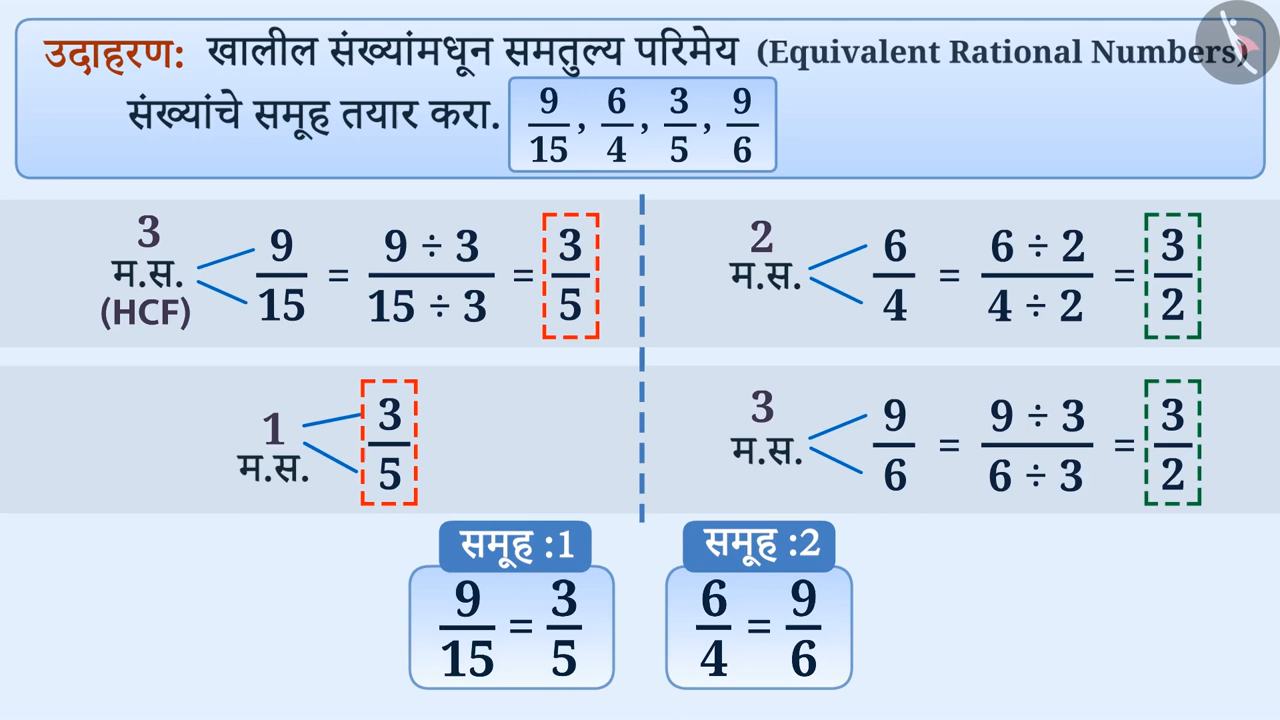 उदाहरण: खालील संख्यांमधून समतुल्य परिमेय (Equivalent Rational Numbers)
संख्यांचे समूह तयार करा. 9/15, 6/4, 3/5, 9/6
3 म.स. (HCF) 9/15 = 9 ÷ 3/15 ÷ 3 = 3/5
2 म.स. 6/4 = 6 ÷ 2/4 ÷ 2 = 3/2
1 म.स. 3/5
3 म.स. 9/6 = 9 ÷ 3/6 ÷ 3 = 3/2
समूह :1
9/15 = 3/5
समूह :2
6/4 = 9/6